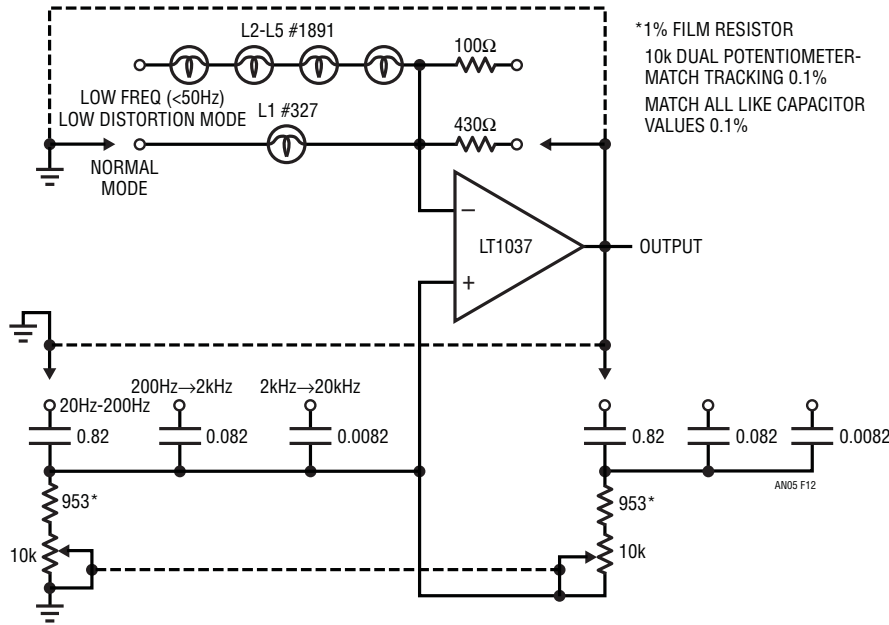 L2-L5 #1891
100Ω
*1% FILM RESISTOR
10k DUAL POTENTIOMETER-
MATCH TRACKING 0.1%
MATCH ALL LIKE CAPACITOR
VALUES 0.1%
LOW FREQ (<50Hz)
LOW DISTORTION MODE
L1 #327
430Ω
NORMAL
MODE
–
LT1037
+
OUTPUT
20Hz-200Hz
200Hz→2kHz
2kHz→20kHz
0.82
0.082
0.0082
0.82
0.082
0.0082
AN05 F12
953*
10k
953*
10k